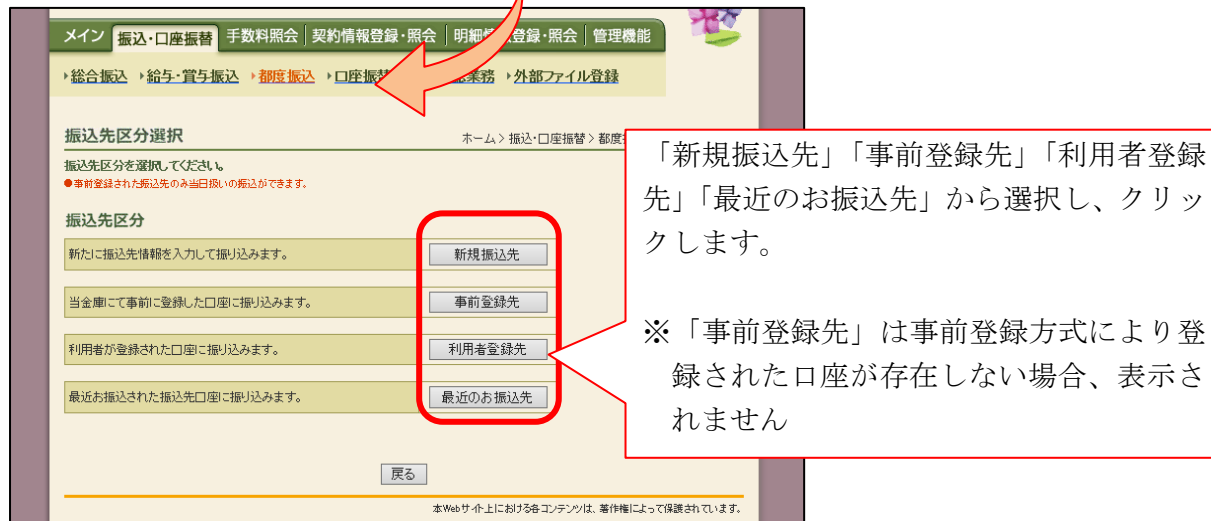 メイン 振込・口座振替 手数料照会 契約情報登録・照会 明細 登録・照会 管理機能
総合振込 給与・賞与振込 都度振込 口座振替 業務 外部ファイル登録
振込先区分選択
ホーム > 振込・口座振替 > 都度
振込先区分を選択してください。
●事前登録された振込先のみ当日扱いの振込ができます。
振込先区分
新たに振込先情報を入力して振り込みます。 新規振込先
当金庫にて事前に登録した口座に振り込みます。 事前登録先
利用者が登録された口座に振り込みます。 利用者登録先
最近お振込された振込先口座に振り込みます。 最近のお振込先
戻る
本Webサイト上における各コンテンツは、著作権によって保護されています。
「新規振込先」「事前登録先」「利用者登録
先」「最近のお振込先」から選択し、クリッ
クします。
※「事前登録先」は事前登録方式により登
録された口座が存在しない場合、表示さ
れません